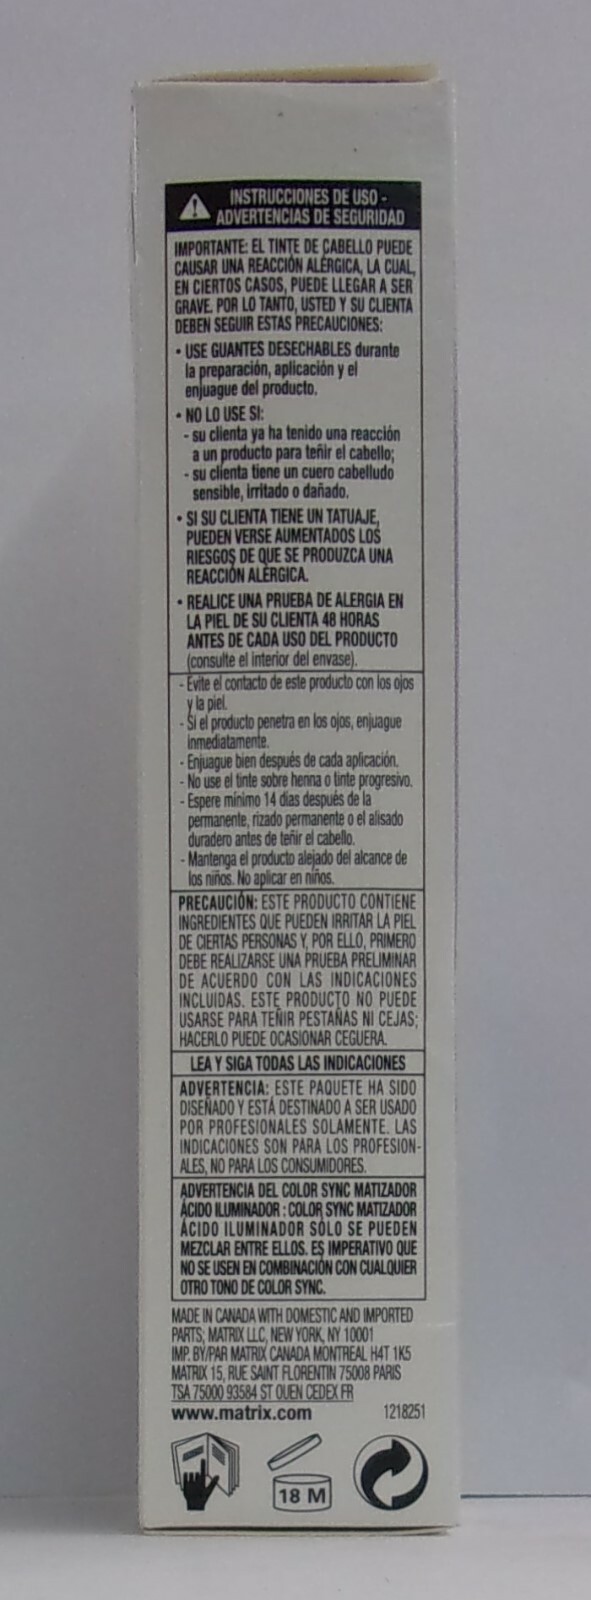 INSTRUCCIONES DE USO -
ADVERTENCIAS DE SEGURIDAD
IMPORTANTE: EL TINTE DE CABELLO PUEDE
CAUSAR UNA REACCIÓN ALÉRGICA, LA CUAL,
EN CIERTOS CASOS, PUEDE LLEGAR A SER
GRAVE. POR LO TANTO, USTED Y SU CLIENTA
DEBEN SEGUIR ESTAS PRECAUCIONES:
• USE GUANTES DESECHABLES durante
la preparación, aplicación y el
enjuague del producto.
• NO LO USE SI:
- su clienta ya ha tenido una reacción
a un producto para teñir el cabello;
- su clienta tiene un cuero cabelludo
sensible, irritado o dañado.
• SI SU CLIENTA TIENE UN TATUAJE,
PUEDEN VERSE AUMENTADOS LOS
RIESGOS DE QUE SE PRODUZCA UNA
REACCIÓN ALÉRGICA.
• REALICE UNA PRUEBA DE ALERGIA EN
LA PIEL DE SU CLIENTA 48 HORAS
ANTES DE CADA USO DEL PRODUCTO
(consulte el interior del envase).
- Evite el contacto de este producto con los ojos
y la piel.
- Si el producto penetra en los ojos, enjuague
inmediatamente.
- Enjuague bien después de cada aplicación.
- No use el tinte sobre henna o tinte progresivo.
- Espere mínimo 14 días después de la
permanente, rizado permanente o el alisado
duradero antes de teñir el cabello.
- Mantenga el producto alejado del alcance de
los niños. No aplicar en niños.
PRECAUCIÓN: ESTE PRODUCTO CONTIENE
INGREDIENTES QUE PUEDEN IRRITAR LA PIEL
DE CIERTAS PERSONAS Y, POR ELLO, PRIMERO
DEBE REALIZARSE UNA PRUEBA PRELIMINAR
DE ACUERDO CON LAS INDICACIONES
INCLUIDAS. ESTE PRODUCTO NO PUEDE
USARSE PARA TEÑIR PESTAÑAS NI CEJAS;
HACERLO PUEDE OCASIONAR CEGUERA.
LEA Y SIGA TODAS LAS INDICACIONES
ADVERTENCIA: ESTE PAQUETE HA SIDO
DISEÑADO Y ESTÁ DESTINADO A SER USADO
POR PROFESIONALES SOLAMENTE. LAS
INDICACIONES SON PARA LOS PROFESION-
ALES, NO PARA LOS CONSUMIDORES.
ADVERTENCIA DEL COLOR SYNC MATIZADOR
ÁCIDO ILUMINADOR : COLOR SYNC MATIZADOR
ÁCIDO ILUMINADOR SÓLO SE PUEDEN
MEZCLAR ENTRE ELLOS. ES IMPERATIVO QUE
NO SE USEN EN COMBINACIÓN CON CUALQUIER
OTRO TONO DE COLOR SYNC.
MADE IN CANADA WITH DOMESTIC AND IMPORTED
PARTS; MATRIX LLC, NEW YORK, NY 10001
IMP. BY/PAR MATRIX CANADA MONTREAL H4T 1K5
MATRIX 15, RUE SAINT FLORENTIN 75008 PARIS
TSA 75000 93584 ST OUEN CEDEX FR
www.matrix.com 1218251
18 M